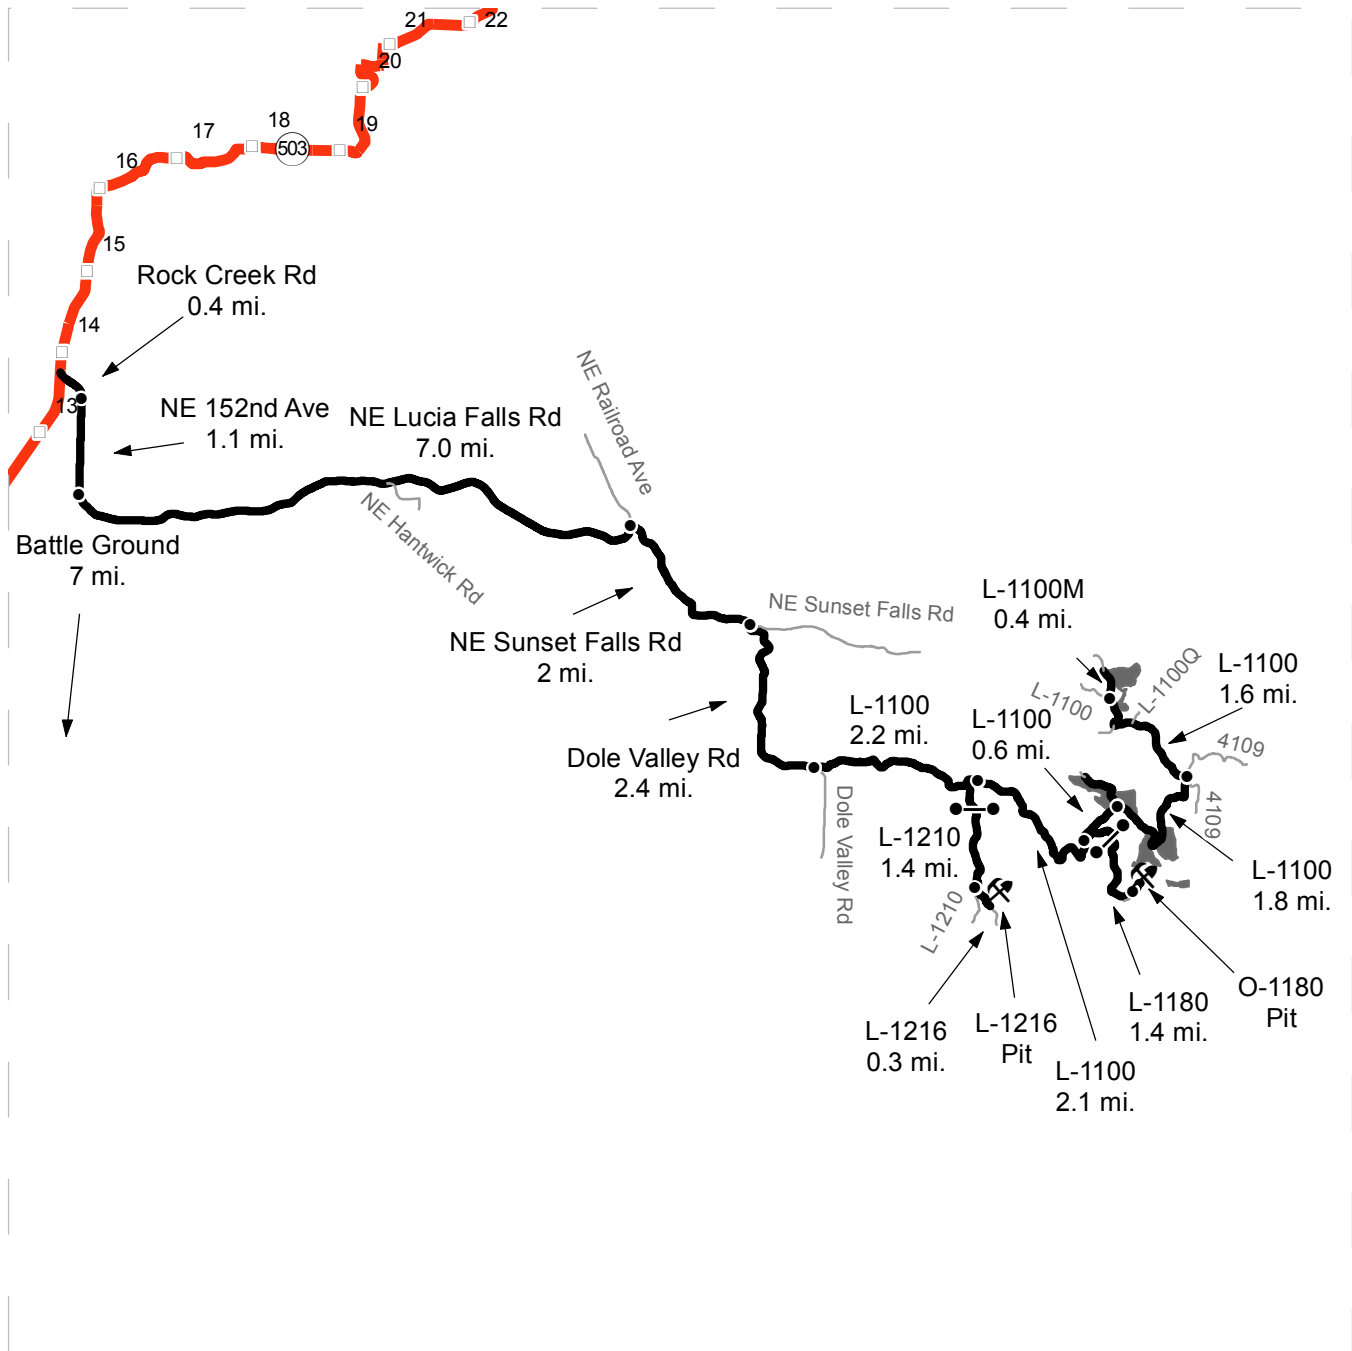 21
22
20
19
18
503
17
16
15
14
13
Rock Creek Rd
0.4 mi.
NE 152nd Ave
1.1 mi.
NE Lucia Falls Rd
7.0 mi.
NE Railroad Ave
NE Hantwick Rd
Battle Ground
7 mi.
NE Sunset Falls Rd
NE Sunset Falls Rd
2 mi.
L-1100M
0.4 mi.
L-1100
L-1100Q
L-1100
1.6 mi.
L-1100
2.2 mi.
L-1100
0.6 mi.
4109
4109
Dole Valley Rd
2.4 mi.
Dole Valley Rd
L-1210
1.4 mi.
L-1210
L-1100
1.8 mi.
O-1180
Pit
L-1180
1.4 mi.
L-1216
0.3 mi.
L-1216
Pit
L-1100
2.1 mi.